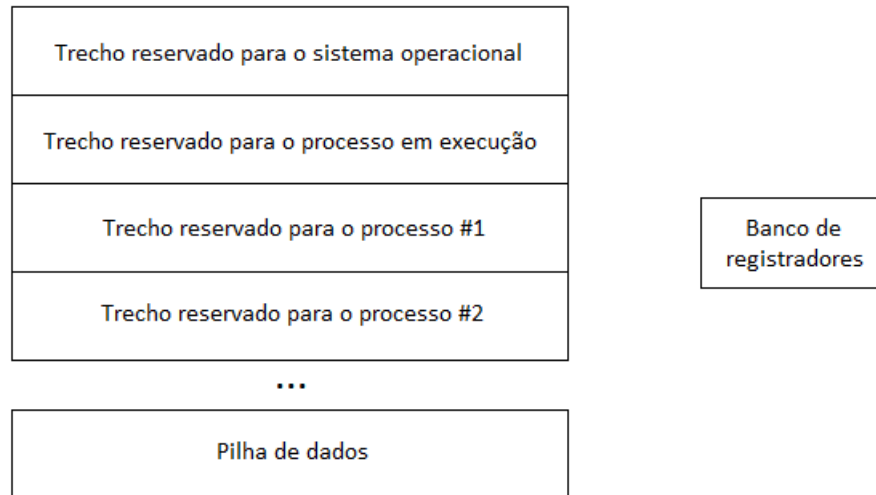 Trecho reservado para o sistema operacional
Trecho reservado para o processo em execução
Trecho reservado para o processo #1
Trecho reservado para o processo #2
...
Pilha de dados
Banco de
registradores